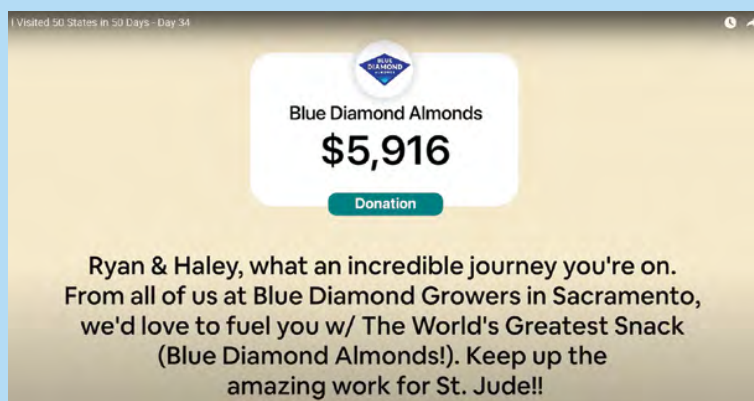 I Visited 50 States in 50 Days - Day 34
BLUE
DIAMOND
ALMONDS
Blue Diamond Almonds
$5,916
Donation
Ryan & Haley, what an incredible journey you're on.
From all of us at Blue Diamond Growers in Sacramento,
we'd love to fuel you w/ The World's Greatest Snack
(Blue Diamond Almonds!). Keep up the
amazing work for St. Jude!!